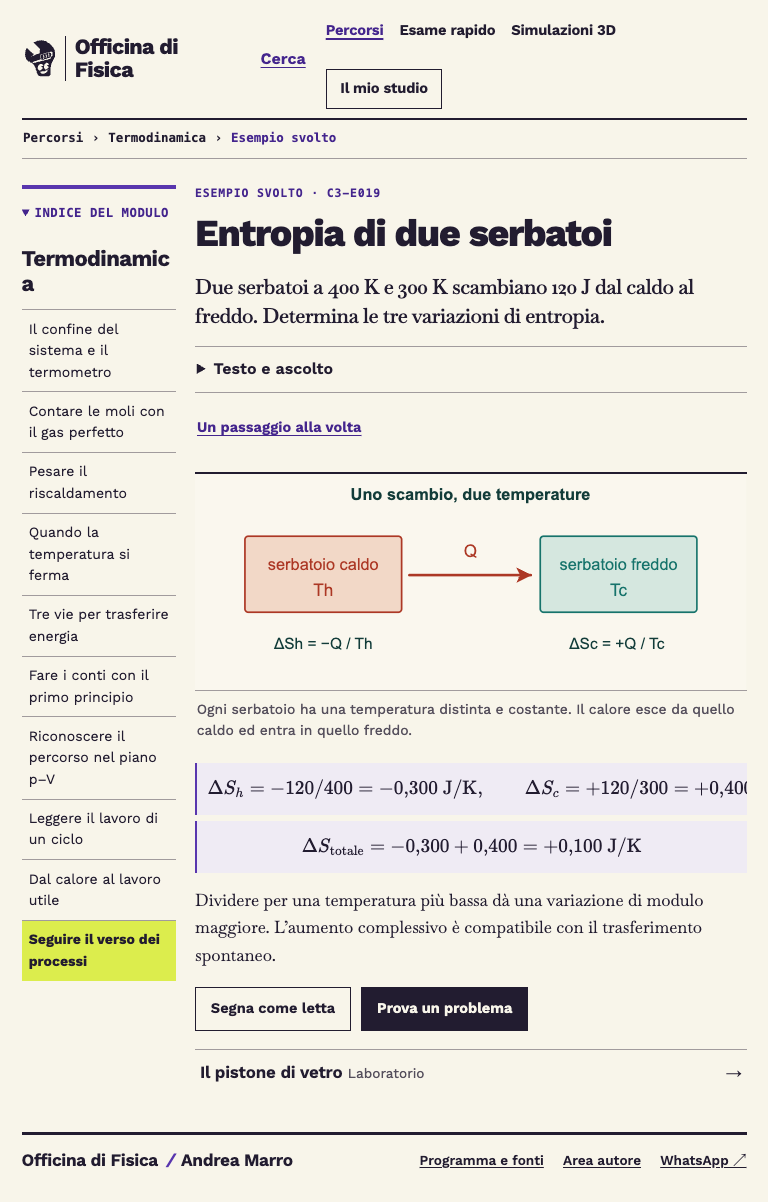 Officina di
Fisica
Cerca
Percorsi Esame rapido Simulazioni 3D
Il mio studio
Percorsi › Termodinamica › Esempio svolto
▼ INDICE DEL MODULO
Termodinamic
a
Il confine del
sistema e il
termometro
Contare le moli con
il gas perfetto
Pesare il
riscaldamento
Quando la
temperatura si
ferma
Tre vie per trasferire
energia
Fare i conti con il
primo principio
Riconoscere il
percorso nel piano
p–V
Leggere il lavoro di
un ciclo
Dal calore al lavoro
utile
Seguire il verso dei
processi
ESEMPIO SVOLTO · C3–E019
Entropia di due serbatoi
Due serbatoi a 400 K e 300 K scambiano 120 J dal caldo al
freddo. Determina le tre variazioni di entropia.
▶ Testo e ascolto
Un passaggio alla volta
Uno scambio, due temperature
serbatoio caldo
Th
Q
serbatoio freddo
Tc
ΔSh = −Q / Th
ΔSc = +Q / Tc
Ogni serbatoio ha una temperatura distinta e costante. Il calore esce da quello
caldo ed entra in quello freddo.
ΔS_h = −120/400 = −0,300 J/K, ΔS_c = +120/300 = +0,400
ΔS_totale = −0,300 + 0,400 = +0,100 J/K
Dividere per una temperatura più bassa dà una variazione di modulo
maggiore. L’aumento complessivo è compatibile con il trasferimento
spontaneo.
Segna come letta Prova un problema
Il pistone di vetro Laboratorio →
Officina di Fisica / Andrea Marro
Programma e fonti Area autore WhatsApp ↗